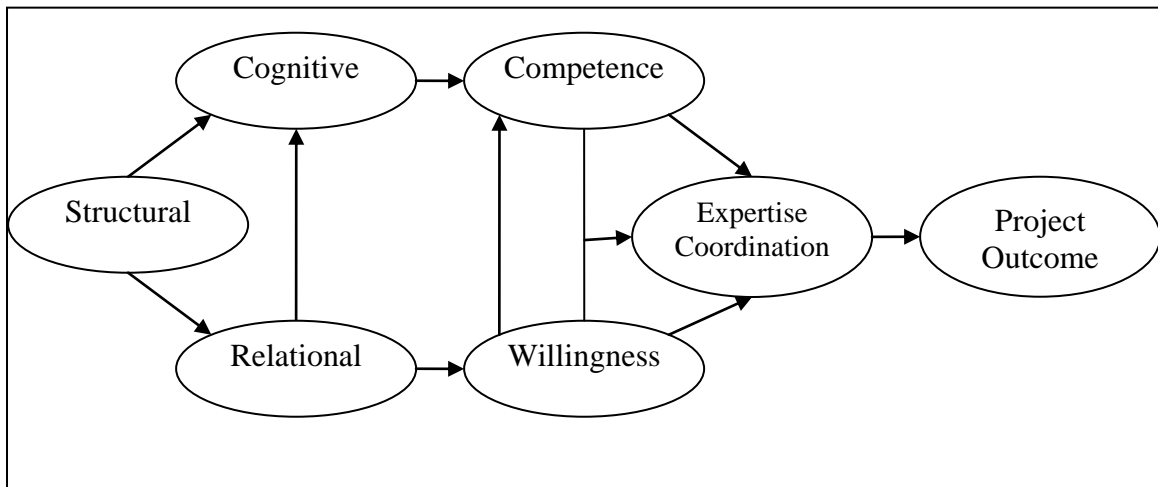 Cognitive
Competence
Structural
Expertise
Coordination
Project
Outcome
Relational
Willingness